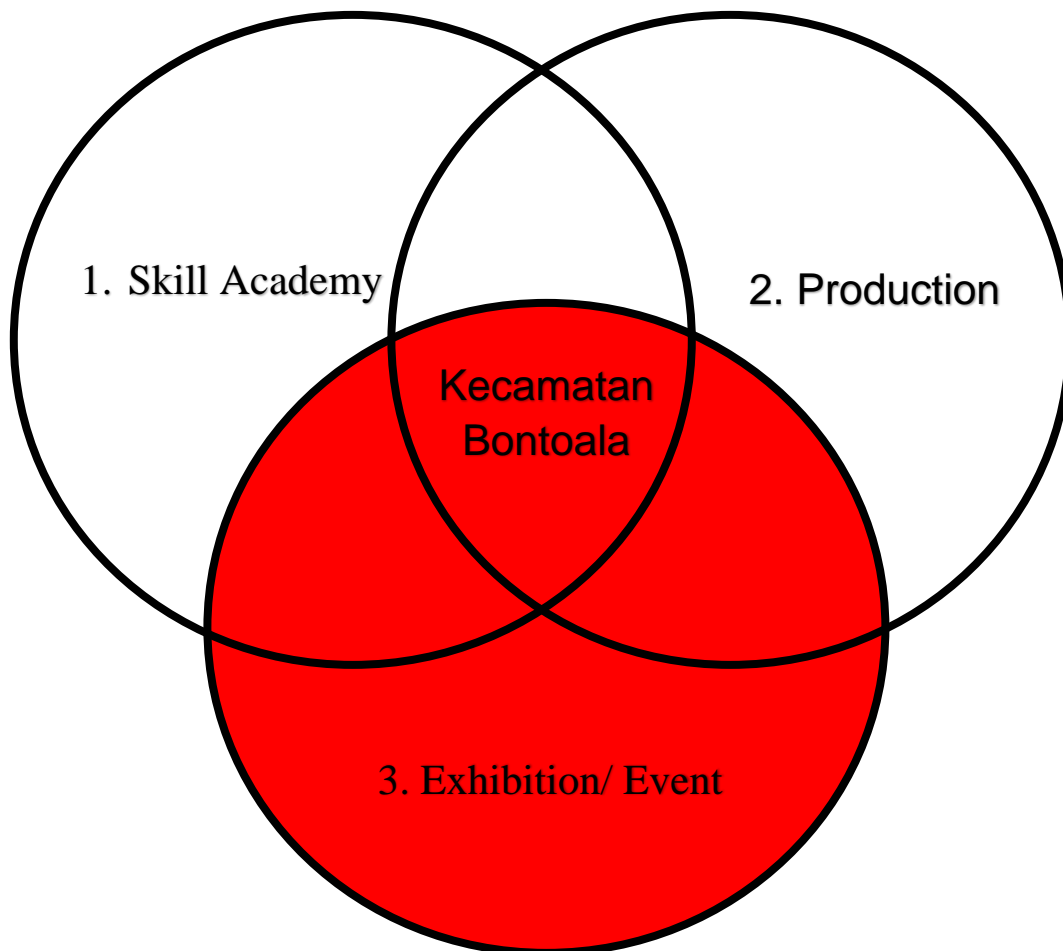 1. Skill Academy
2. Production
Kecamatan
Bontoala
3. Exhibition/ Event